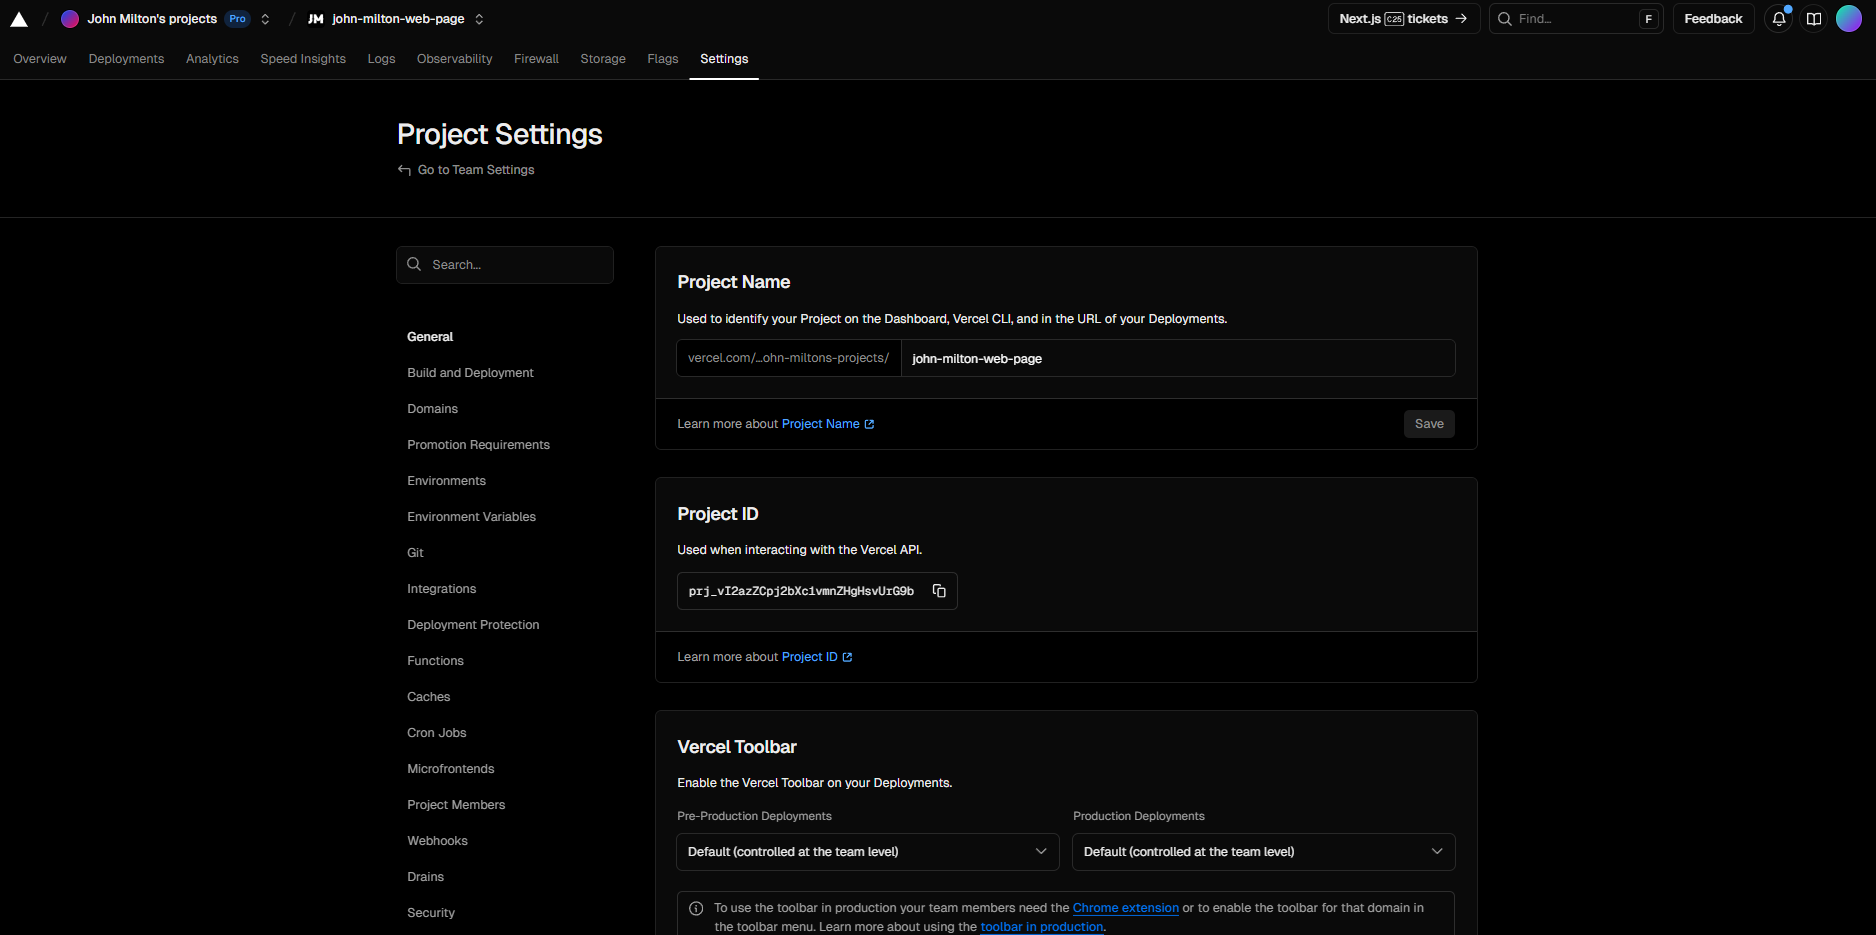 John Milton's projects Pro
JM john-milton-web-page
Next.js C25 tickets →
Find...
F
Feedback
Overview
Deployments
Analytics
Speed Insights
Logs
Observability
Firewall
Storage
Flags
Settings
Project Settings
Go to Team Settings
Search...
General
Build and Deployment
Domains
Promotion Requirements
Environments
Environment Variables
Git
Integrations
Deployment Protection
Functions
Caches
Cron Jobs
Microfrontends
Project Members
Webhooks
Drains
Security
Project Name
Used to identify your Project on the Dashboard, Vercel CLI, and in the URL of your Deployments.
vercel.com/...ohn-miltons-projects/ john-milton-web-page
Learn more about Project Name
Save
Project ID
Used when interacting with the Vercel API.
prj_vI2azZCpj2bXc1vmnZHgHsvUrG9b
Learn more about Project ID
Vercel Toolbar
Enable the Vercel Toolbar on your Deployments.
Pre-Production Deployments
Default (controlled at the team level)
Production Deployments
Default (controlled at the team level)
To use the toolbar in production your team members need the Chrome extension or to enable the toolbar for that domain in
the toolbar menu. Learn more about using the toolbar in production.